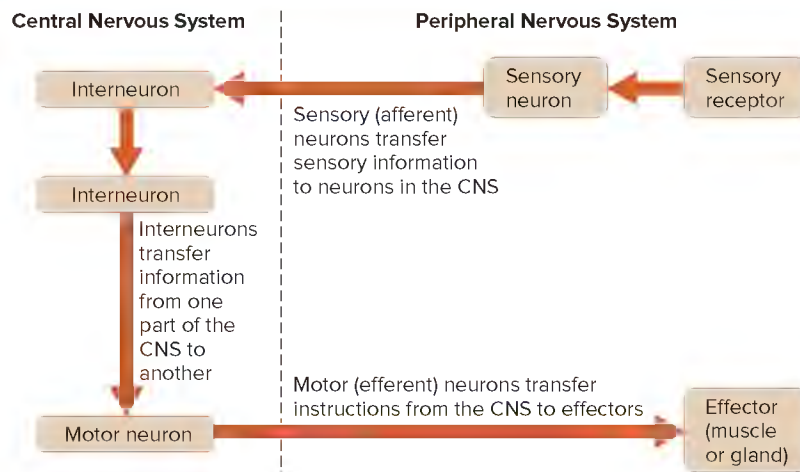 Central Nervous System
Peripheral Nervous System
Interneuron
Sensory
neuron
Sensory
receptor
Sensory (afferent)
neurons transfer
sensory information
to neurons in the CNS
Interneuron
Interneurons
transfer
information
from one
part of the
CNS to
another
Motor (efferent) neurons transfer
instructions from the CNS to effectors
Motor neuron
Effector
(muscle
or gland)